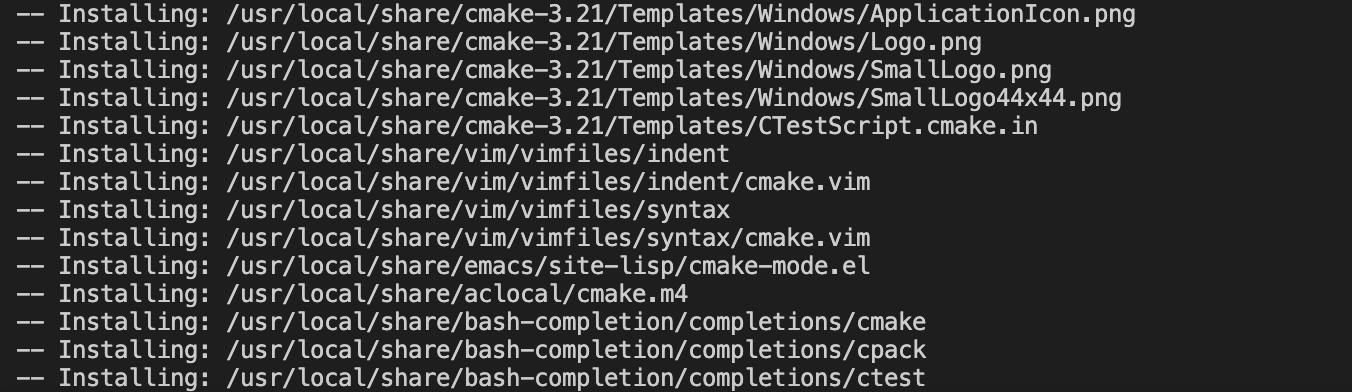 -- Installing: /usr/local/share/cmake-3.21/Templates/Windows/ApplicationIcon.png
-- Installing: /usr/local/share/cmake-3.21/Templates/Windows/Logo.png
-- Installing: /usr/local/share/cmake-3.21/Templates/Windows/SmallLogo.png
-- Installing: /usr/local/share/cmake-3.21/Templates/Windows/SmallLogo44x44.png
-- Installing: /usr/local/share/cmake-3.21/Templates/CTestScript.cmake.in
-- Installing: /usr/local/share/vim/vimfiles/indent
-- Installing: /usr/local/share/vim/vimfiles/indent/cmake.vim
-- Installing: /usr/local/share/vim/vimfiles/syntax
-- Installing: /usr/local/share/vim/vimfiles/syntax/cmake.vim
-- Installing: /usr/local/share/emacs/site-lisp/cmake-mode.el
-- Installing: /usr/local/share/aclocal/cmake.m4
-- Installing: /usr/local/share/bash-completion/completions/cmake
-- Installing: /usr/local/share/bash-completion/completions/cpack
-- Installing: /usr/local/share/bash-completion/completions/ctest